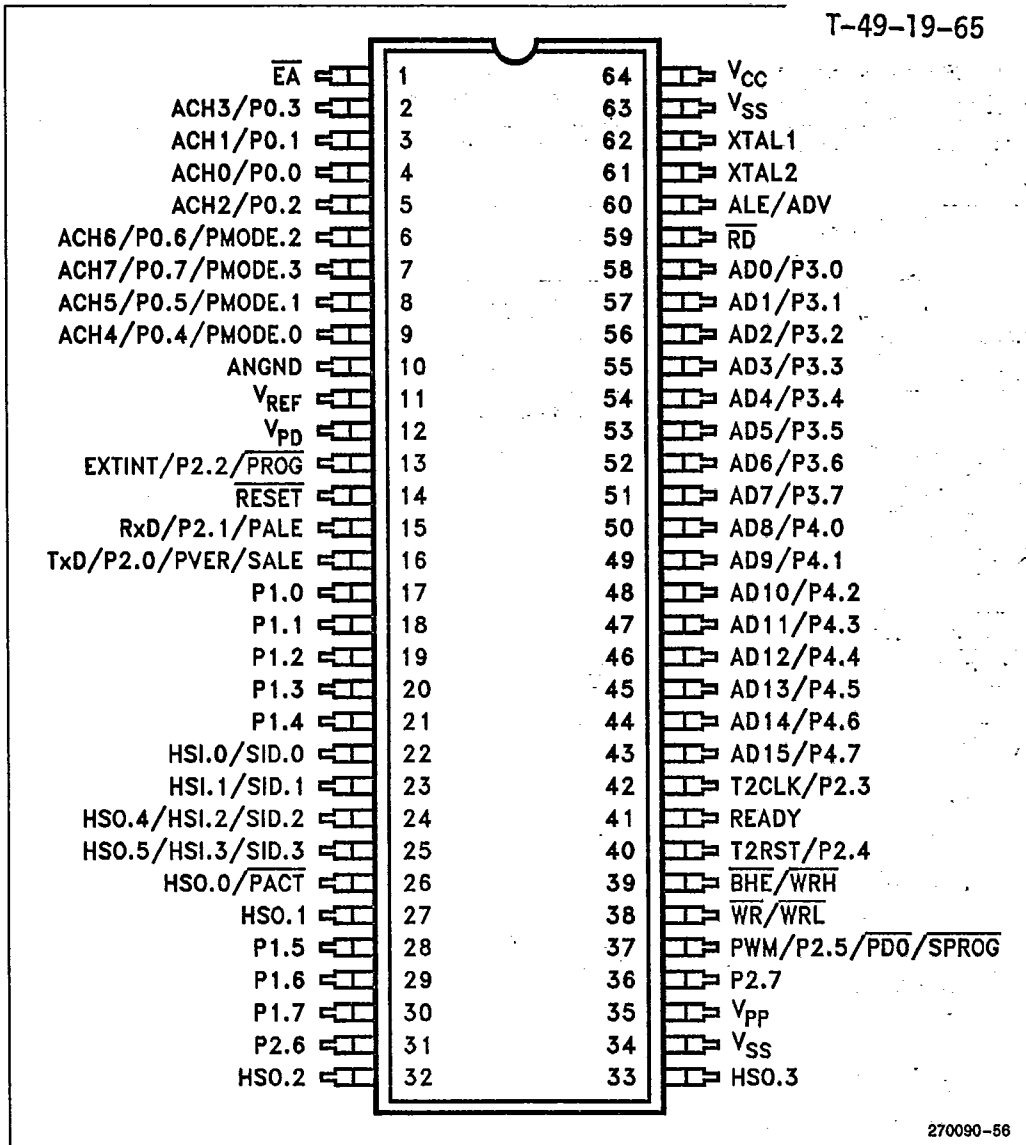 T-49-19-65
E̅A̅ 1 64 VCC
ACH3/P0.3 2 63 VSS
ACH1/P0.1 3 62 XTAL1
ACH0/P0.0 4 61 XTAL2
ACH2/P0.2 5 60 ALE/ADV
ACH6/P0.6/PMODE.2 6 59 R̅D̅
ACH7/P0.7/PMODE.3 7 58 AD0/P3.0
ACH5/P0.5/PMODE.1 8 57 AD1/P3.1
ACH4/P0.4/PMODE.0 9 56 AD2/P3.2
ANGND 10 55 AD3/P3.3
VREF 11 54 AD4/P3.4
VPD 12 53 AD5/P3.5
EXTINT/P2.2/P̅R̅O̅G̅ 13 52 AD6/P3.6
R̅E̅S̅E̅T̅ 14 51 AD7/P3.7
RxD/P2.1/PALE 15 50 AD8/P4.0
TxD/P2.0/PVER/SALE 16 49 AD9/P4.1
P1.0 17 48 AD10/P4.2
P1.1 18 47 AD11/P4.3
P1.2 19 46 AD12/P4.4
P1.3 20 45 AD13/P4.5
P1.4 21 44 AD14/P4.6
HSI.0/SID.0 22 43 AD15/P4.7
HSI.1/SID.1 23 42 T2CLK/P2.3
HSO.4/HSI.2/SID.2 24 41 READY
HSO.5/HSI.3/SID.3 25 40 T2RST/P2.4
HSO.0/P̅A̅C̅T̅ 26 39 B̅H̅E̅/W̅R̅H̅
HSO.1 27 38 W̅R̅/W̅R̅L̅
P1.5 28 37 PWM/P2.5/P̅D̅O̅/S̅P̅R̅O̅G̅
P1.6 29 36 P2.7
P1.7 30 35 VPP
P2.6 31 34 VSS
HSO.2 32 33 HSO.3
270090-56